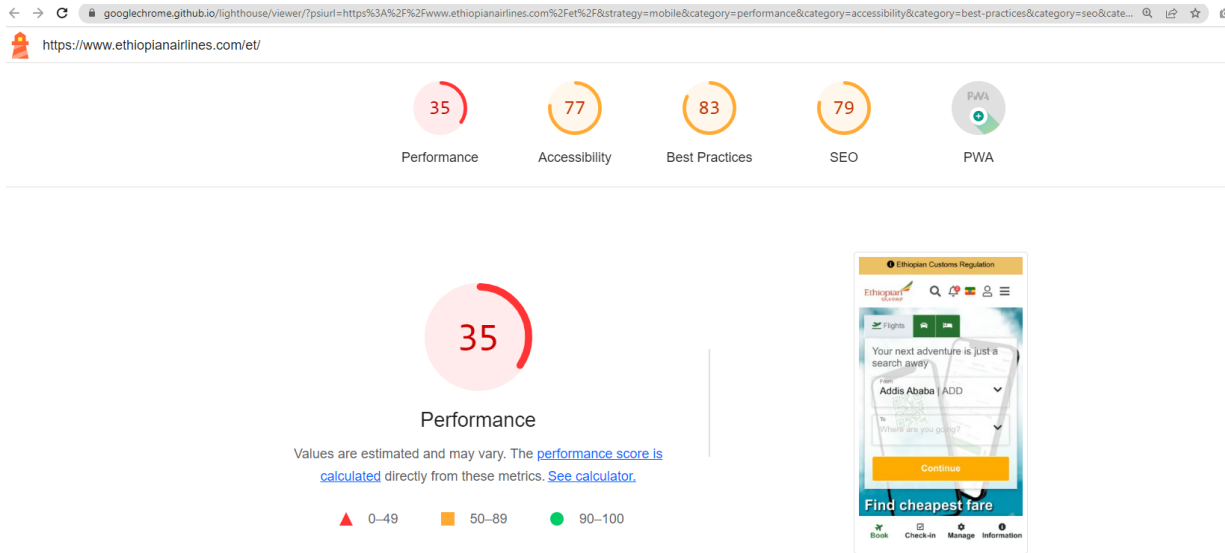 googlechrome.github.io/lighthouse/viewer/?psiurl=https%3A%2F%2Fwww.ethiopianairlines.com%2Fet%2F&strategy=mobile&category=performance&category=accessibility&category=best-practices&category=seo&cate...
https://www.ethiopianairlines.com/et/
35 77 83 79 PWA
Performance Accessibility Best Practices SEO PWA
35
Performance
Values are estimated and may vary. The performance score is
calculated directly from these metrics. See calculator.
0–49 50–89 90–100
Ethiopian Customs Regulation
Ethiopian
Flights
Your next adventure is just a
search away
From
Addis Ababa | ADD
To
Where are you going?
Continue
Find cheapest fare
Book Check-in Manage Information